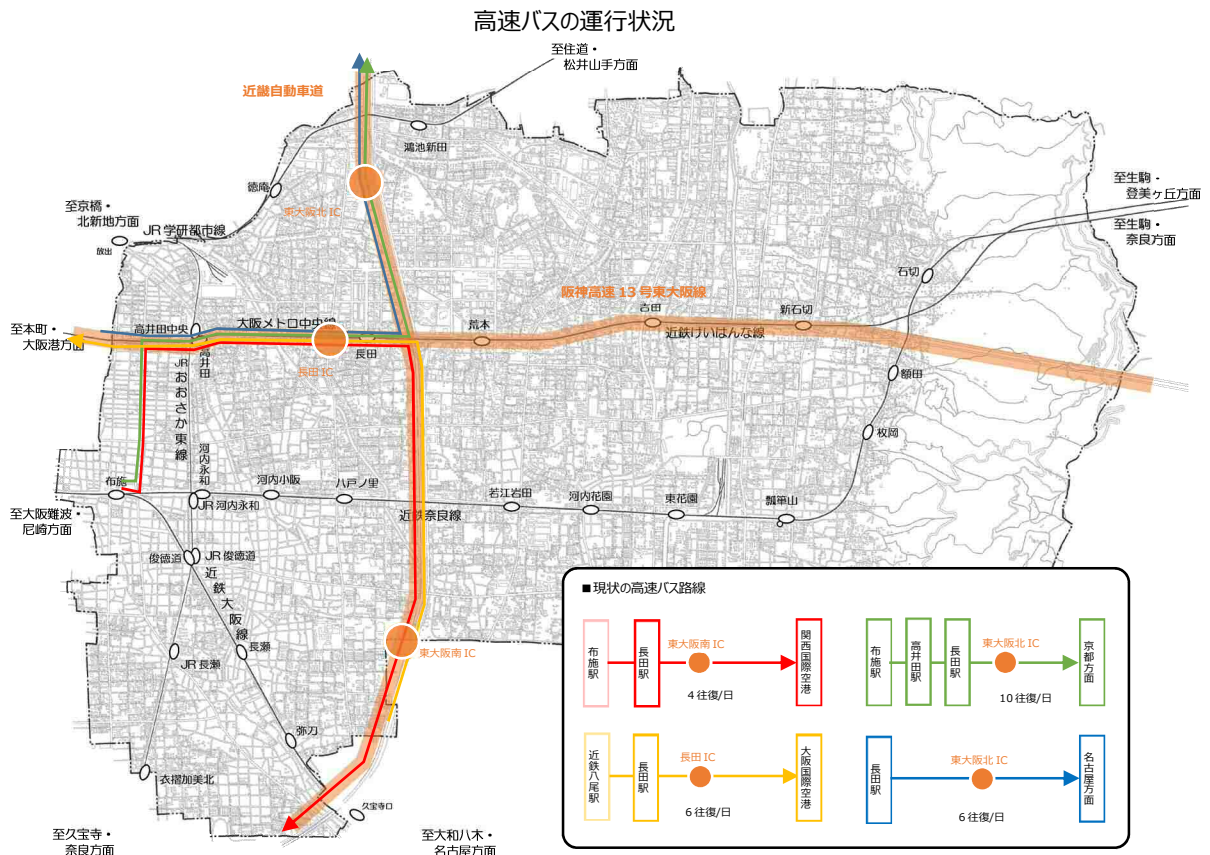 高速バスの運行状況
至住道・
松井山手方面
近畿自動車道
鴻池新田
徳庵
東大阪北 IC
至京橋・
北新地方面
JR 学研都市線
放出
至生駒・
登美ヶ丘方面
至生駒・
奈良方面
石切
阪神高速 13 号東大阪線
至本町・
大阪港方面
高井田中央
大阪メトロ中央線
高井田
長田
長田 IC
荒本
吉田
近鉄けいはんな線
新石切
JR おおさか東線
額田
枚岡
布施
河内永和
JR 河内永和
河内小阪
八戸ノ里
近鉄奈良線
若江岩田
河内花園
東花園
瓢箪山
至大阪難波・
尼崎方面
俊徳道
JR 俊徳道
近鉄大阪線
JR 長瀬
長瀬
東大阪南 IC
弥刀
衣摺加美北
久宝寺口
至久宝寺・
奈良方面
至大和八木・
名古屋方面
■現状の高速バス路線
布施駅
長田駅
東大阪南 IC
関西国際空港
4 往復/日
布施駅
高井田駅
長田駅
東大阪北 IC
京都方面
10 往復/日
近鉄八尾駅
長田駅
長田 IC
大阪国際空港
6 往復/日
長田駅
東大阪北 IC
名古屋方面
6 往復/日